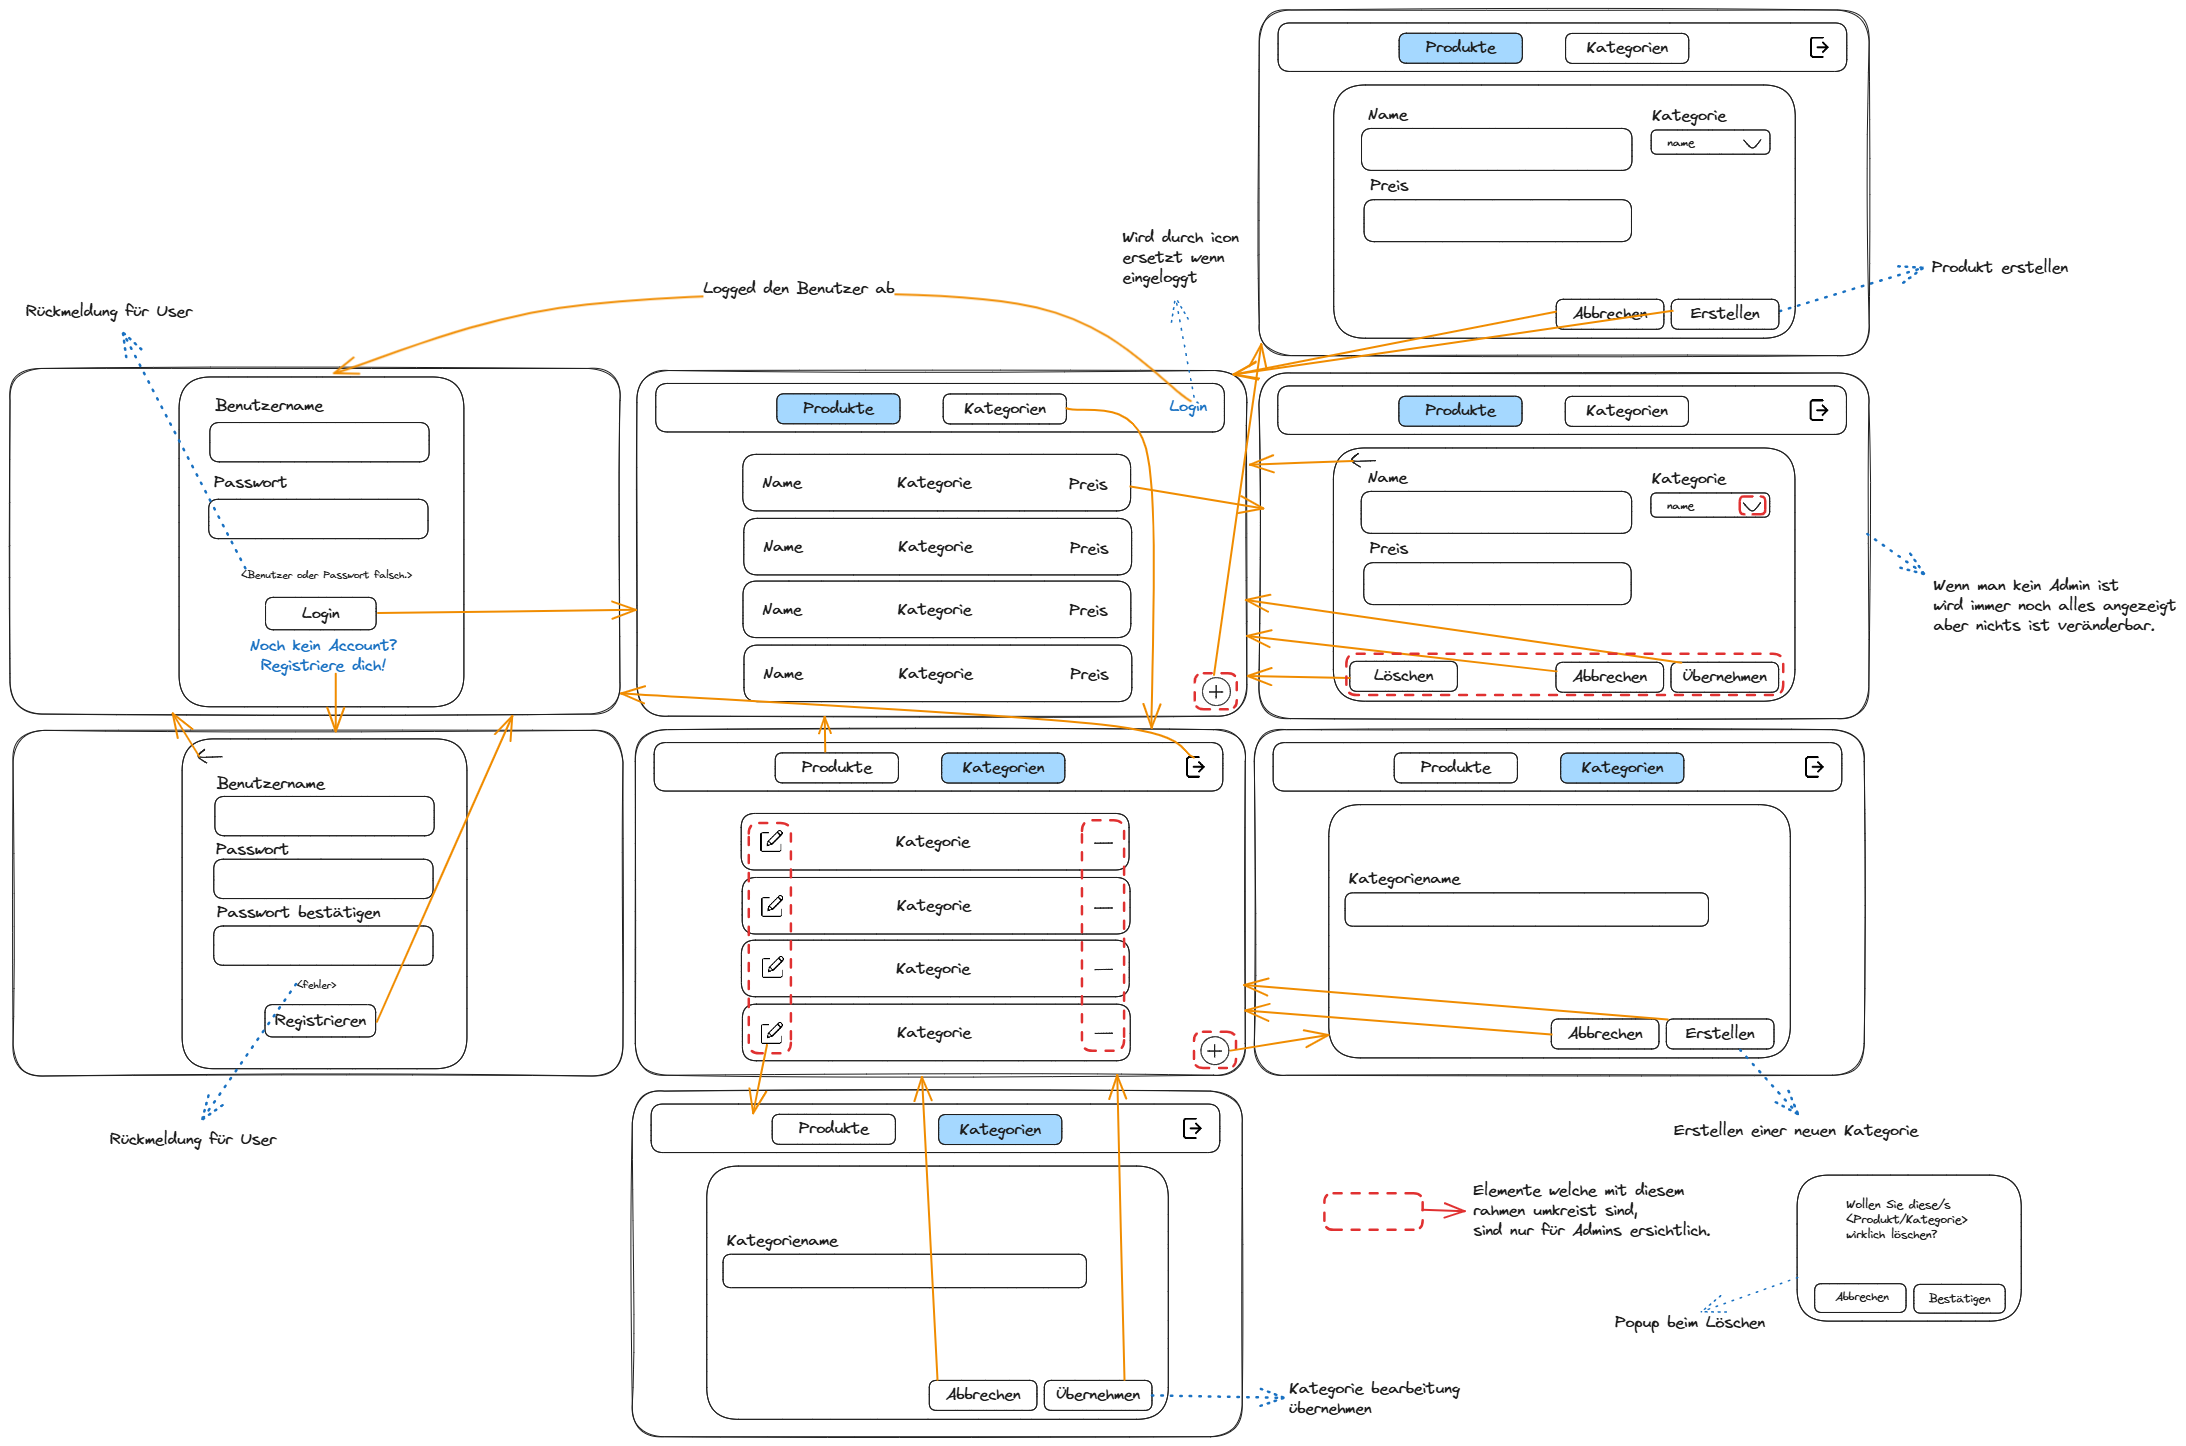 Produkte
Kategorien
Name
Kategorie
name
Preis
Abbrechen
Erstellen
Produkt erstellen
Wird durch icon
ersetzt wenn
eingeloggt
Logged den Benutzer ab
Rückmeldung für User
Benutzername
Passwort
<Benutzer oder Passwort falsch.>
Login
Noch kein Account?
Registriere dich!
Produkte
Kategorien
Login
Name
Kategorie
Preis
Name
Kategorie
Preis
Name
Kategorie
Preis
Name
Kategorie
Preis
Produkte
Kategorien
Name
Kategorie
name
Preis
Löschen
Abbrechen
Übernehmen
Wenn man kein Admin ist
wird immer noch alles angezeigt
aber nichts ist veränderbar.
Benutzername
Passwort
Passwort bestätigen
<fehler>
Registrieren
Rückmeldung für User
Produkte
Kategorien
Kategorie
Kategorie
Kategorie
Kategorie
Produkte
Kategorien
Kategoriename
Abbrechen
Erstellen
Erstellen einer neuen Kategorie
Produkte
Kategorien
Kategoriename
Abbrechen
Übernehmen
Kategorie bearbeitung
übernehmen
Elemente welche mit diesem
rahmen umkreist sind,
sind nur für Admins ersichtlich.
Wollen Sie diese/s
<Produkt/Kategorie>
wirklich löschen?
Abbrechen
Bestätigen
Popup beim Löschen